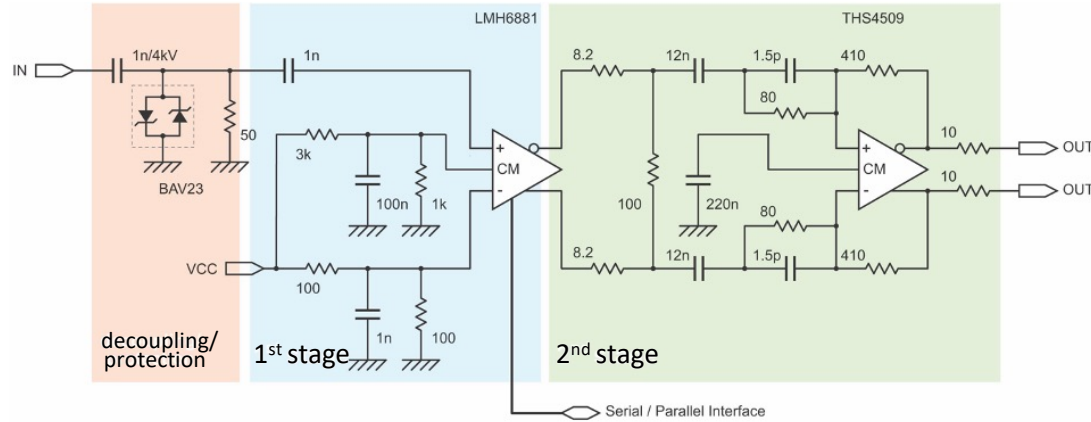 LMH6881
THS4509
IN
1n/4kV
1n
50
BAV23
3k
100n
1k
+
CM
-
VCC
100
1n
100
decoupling/
protection
1st stage
8.2
12n
1.5p
410
80
100
220n
+
CM
-
10
OUT
10
OUT
80
8.2
12n
1.5p
410
2nd stage
Serial / Parallel Interface